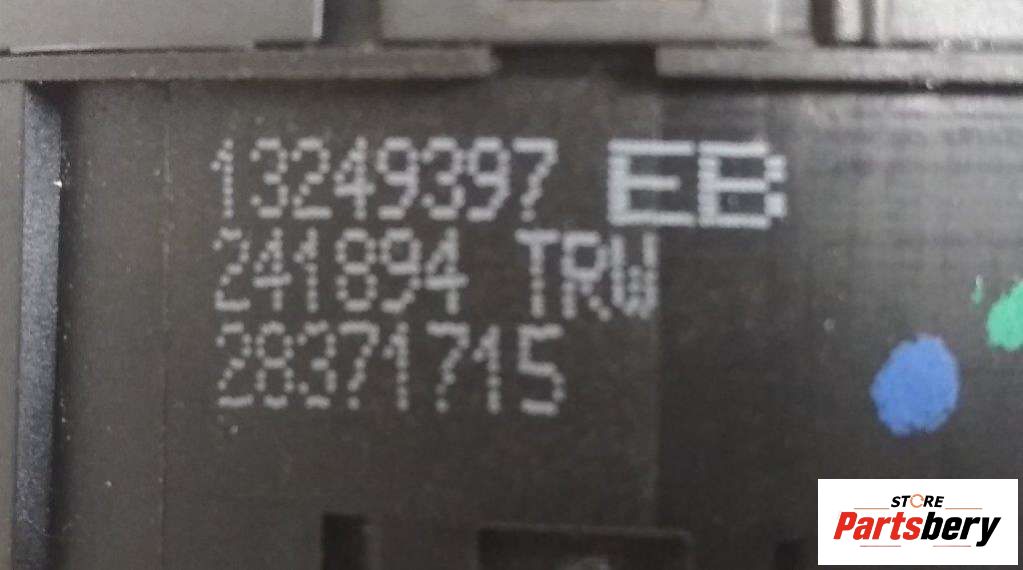 13249397 EB
241894 TRW
28371715
STORE
Partsbery